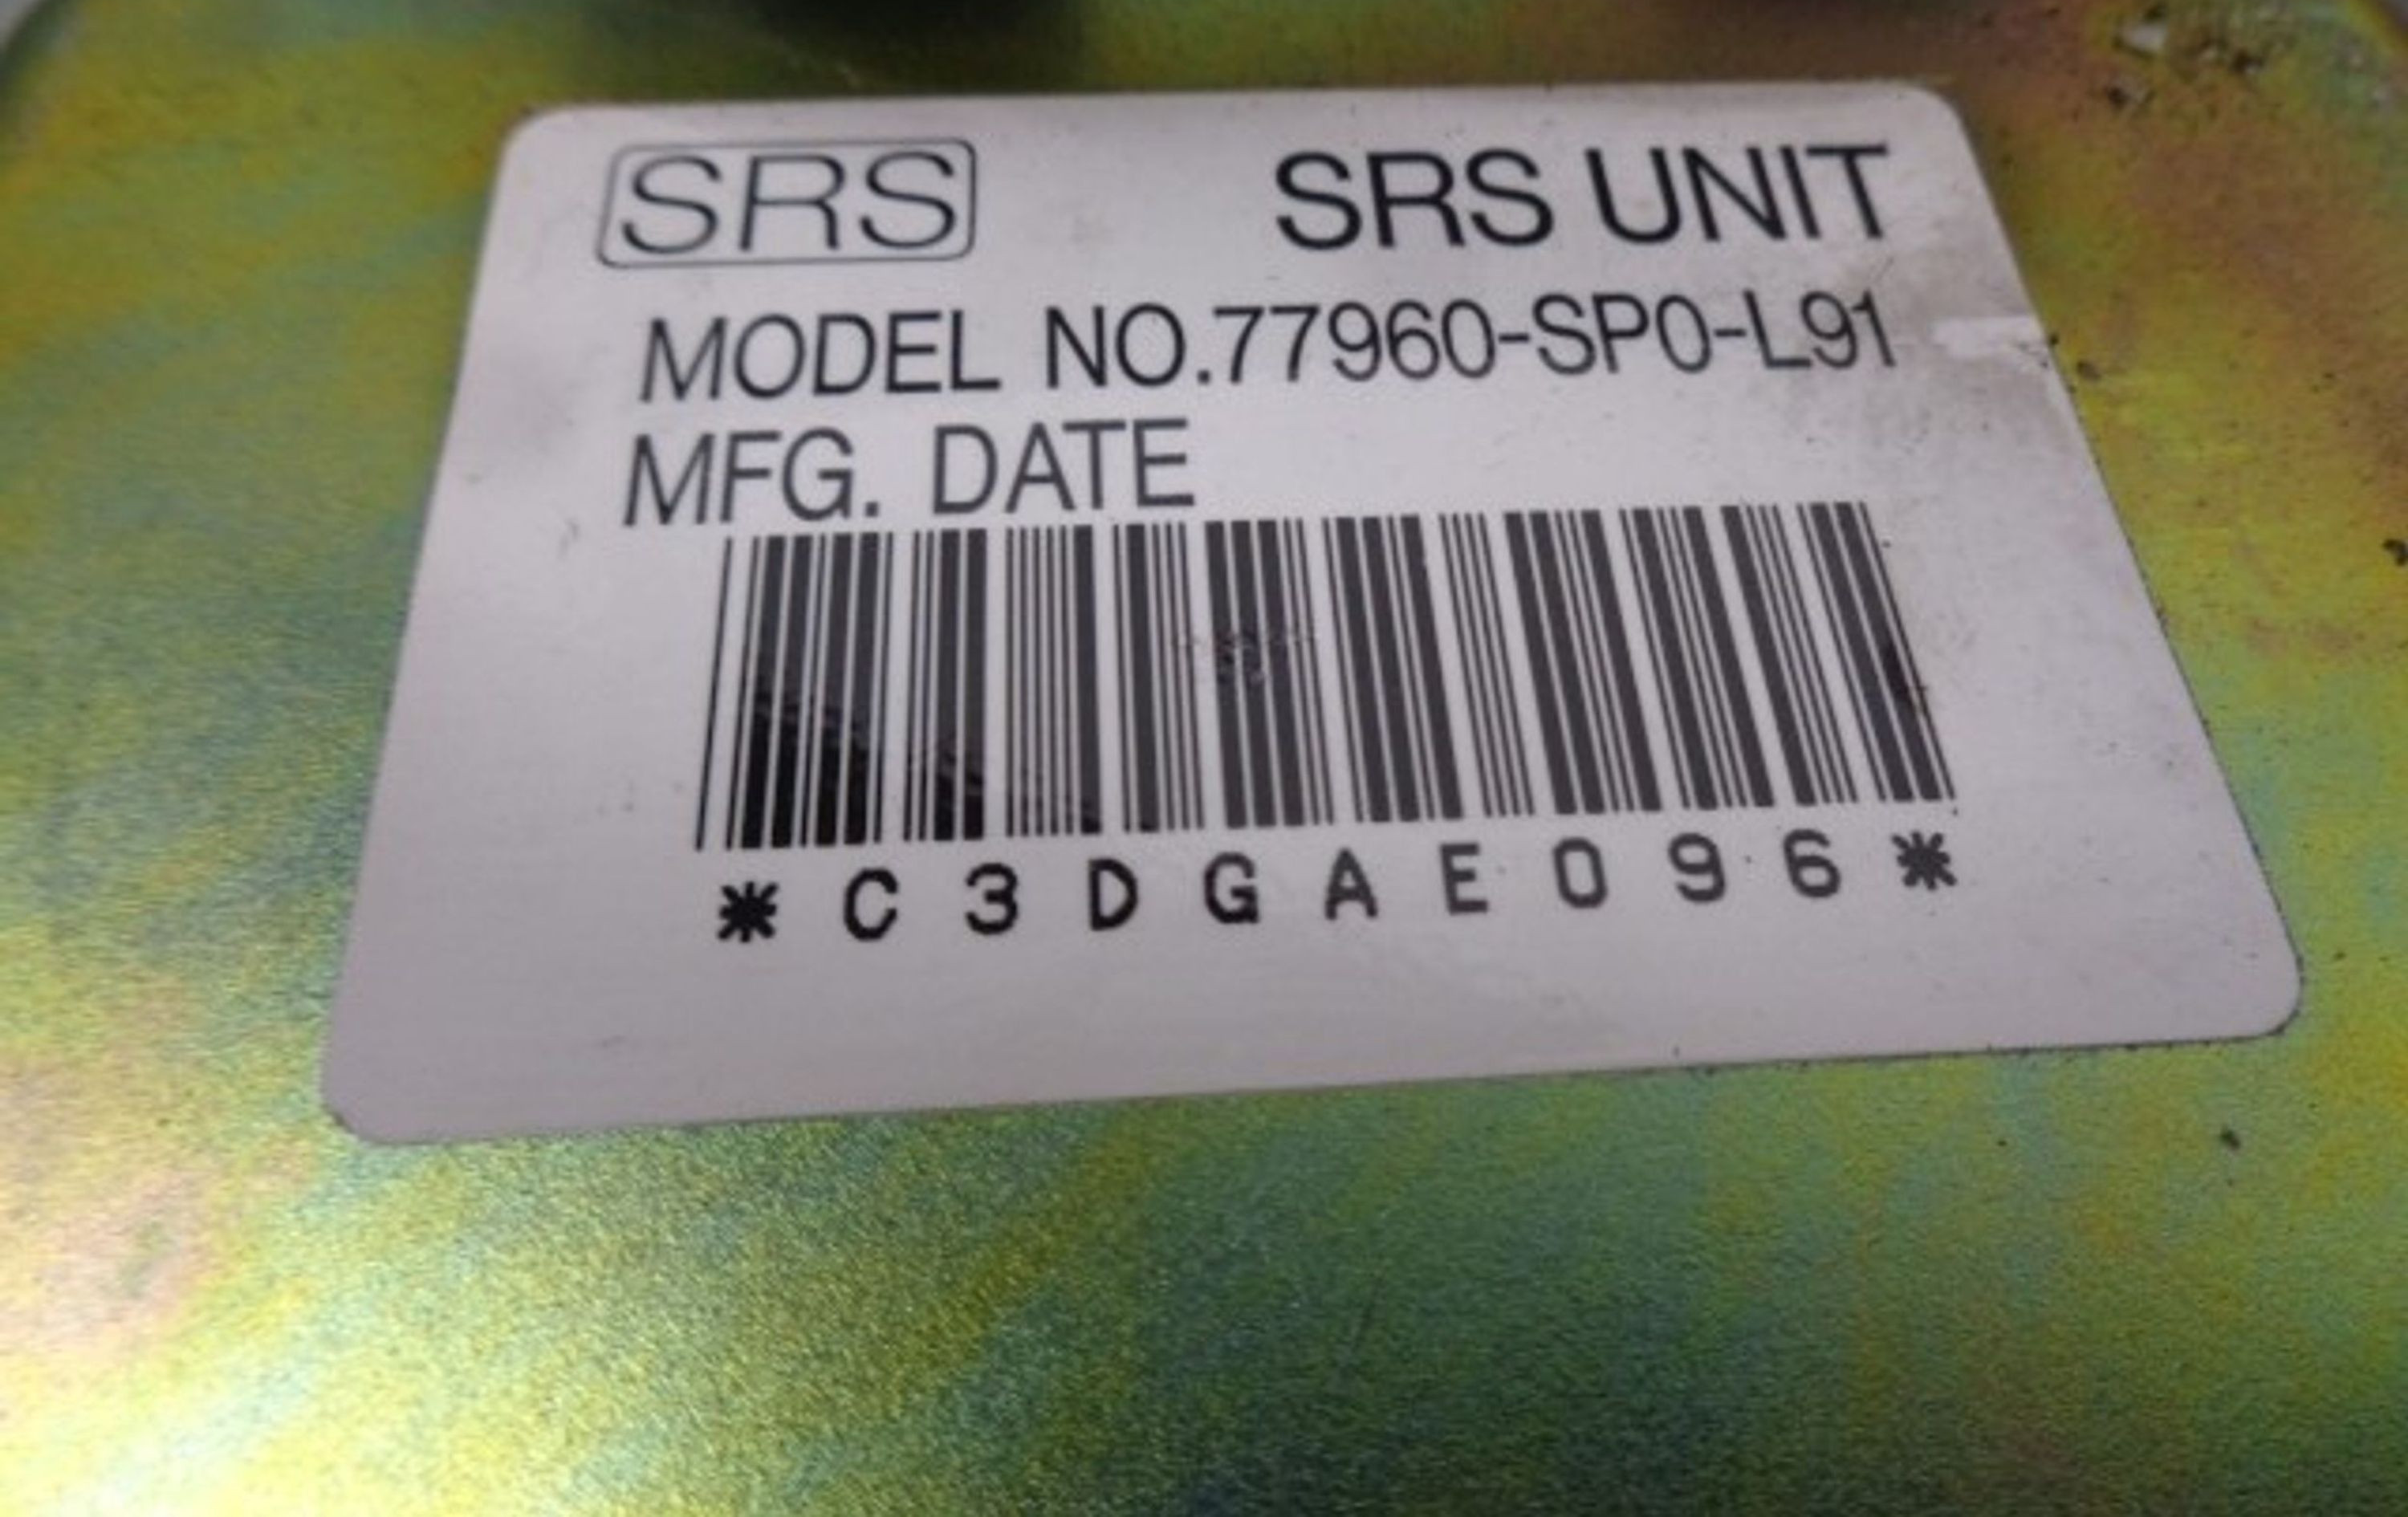 SRS SRS UNIT
MODEL NO.77960-SP0-L91
MFG. DATE
*C3DGAE096*